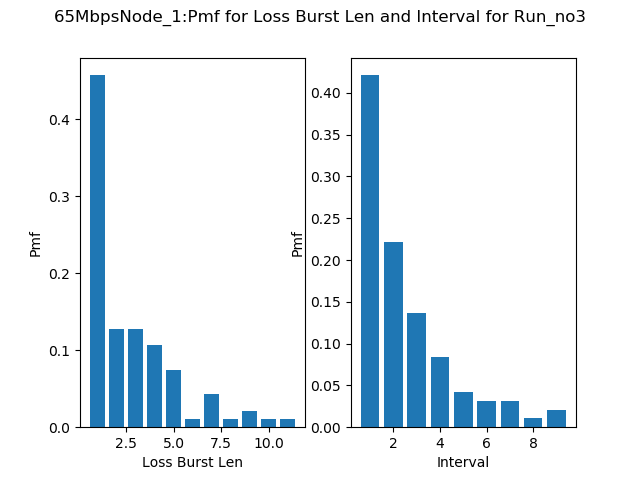 65MbpsNode_1:Pmf for Loss Burst Len and Interval for Run_no3
Pmf
0.4
0.3
0.2
0.1
0.0
2.5 5.0 7.5 10.0
Loss Burst Len
Pmf
0.40
0.35
0.30
0.25
0.20
0.15
0.10
0.05
0.00
2 4 6 8
Interval